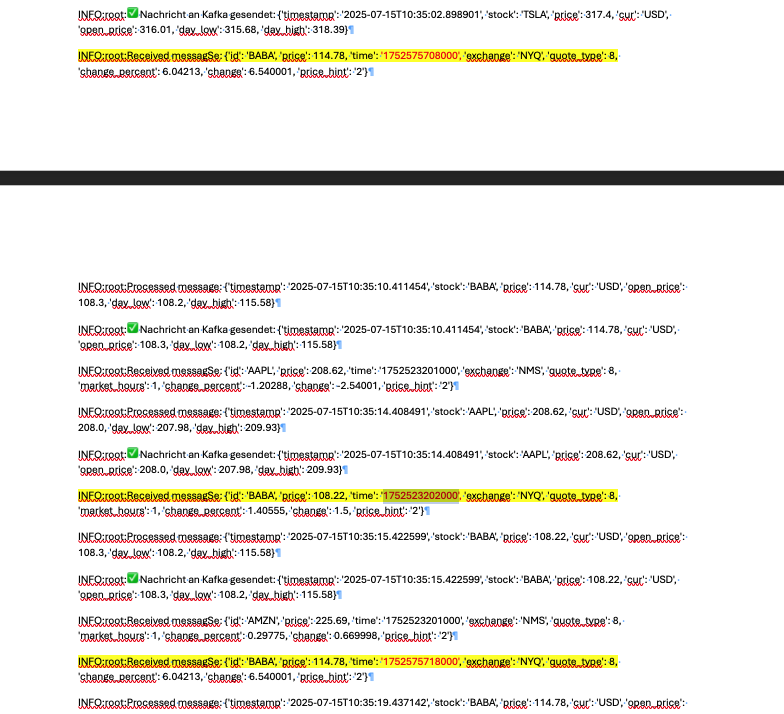 INFO:root:✅ Nachricht an Kafka gesendet: {'timestamp': '2025-07-15T10:35:02.898901', 'stock': 'TSLA', 'price': 317.4, 'cur': 'USD',
'open_price': 316.01, 'day_low': 315.68, 'day_high': 318.39}¶
INFO:root:Received messagSe: {'id': 'BABA', 'price': 114.78, 'time': '1752575708000', 'exchange': 'NYQ', 'quote_type': 8,
'change_percent': 6.04213, 'change': 6.540001, 'price_hint': '2'}¶
INFO:root:Processed message: {'timestamp': '2025-07-15T10:35:10.411454', 'stock': 'BABA', 'price': 114.78, 'cur': 'USD', 'open_price':
108.3, 'day_low': 108.2, 'day_high': 115.58}¶
INFO:root:✅ Nachricht an Kafka gesendet: {'timestamp': '2025-07-15T10:35:10.411454', 'stock': 'BABA', 'price': 114.78, 'cur': 'USD',
'open_price': 108.3, 'day_low': 108.2, 'day_high': 115.58}¶
INFO:root:Received messagSe: {'id': 'AAPL', 'price': 208.62, 'time': '1752523201000', 'exchange': 'NMS', 'quote_type': 8,
'market_hours': 1, 'change_percent': -1.20288, 'change': -2.54001, 'price_hint': '2'}¶
INFO:root:Processed message: {'timestamp': '2025-07-15T10:35:14.408491', 'stock': 'AAPL', 'price': 208.62, 'cur': 'USD', 'open_price':
208.0, 'day_low': 207.98, 'day_high': 209.93}¶
INFO:root:✅ Nachricht an Kafka gesendet: {'timestamp': '2025-07-15T10:35:14.408491', 'stock': 'AAPL', 'price': 208.62, 'cur': 'USD',
'open_price': 208.0, 'day_low': 207.98, 'day_high': 209.93}¶
INFO:root:Received messagSe: {'id': 'BABA', 'price': 108.22, 'time': '1752523202000', 'exchange': 'NYQ', 'quote_type': 8,
'market_hours': 1, 'change_percent': 1.40555, 'change': 1.5, 'price_hint': '2'}¶
INFO:root:Processed message: {'timestamp': '2025-07-15T10:35:15.422599', 'stock': 'BABA', 'price': 108.22, 'cur': 'USD', 'open_price':
108.3, 'day_low': 108.2, 'day_high': 115.58}¶
INFO:root:✅ Nachricht an Kafka gesendet: {'timestamp': '2025-07-15T10:35:15.422599', 'stock': 'BABA', 'price': 108.22, 'cur': 'USD',
'open_price': 108.3, 'day_low': 108.2, 'day_high': 115.58}¶
INFO:root:Received messagSe: {'id': 'AMZN', 'price': 225.69, 'time': '1752523201000', 'exchange': 'NMS', 'quote_type': 8,
'market_hours': 1, 'change_percent': 0.29775, 'change': 0.669998, 'price_hint': '2'}¶
INFO:root:Received messagSe: {'id': 'BABA', 'price': 114.78, 'time': '1752575718000', 'exchange': 'NYQ', 'quote_type': 8,
'change_percent': 6.04213, 'change': 6.540001, 'price_hint': '2'}¶
INFO:root:Processed message: {'timestamp': '2025-07-15T10:35:19.437142', 'stock': 'BABA', 'price': 114.78, 'cur': 'USD', 'open_price':